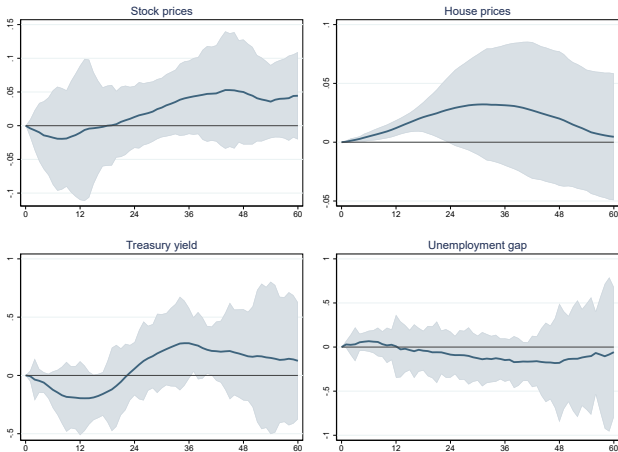 Stock prices
.15
.1
.05
0
-.05
-.1
0 12 24 36 48 60
House prices
.1
.05
0
-.05
0 12 24 36 48 60
Treasury yield
1
.5
0
-.5
0 12 24 36 48 60
Unemployment gap
1
.5
0
-.5
-1
0 12 24 36 48 60